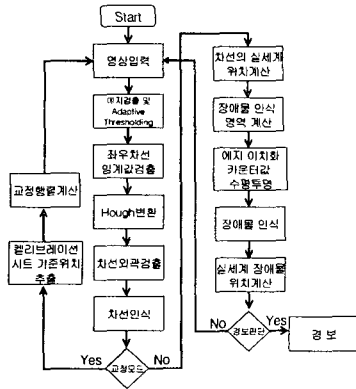 Start
영상입력
에지검출 및
Adaptive
Thresholding
좌우차선
임계값검출
Hough변환
차선외관검출
차선인식
교정모드
Yes
No
교정행렬계산
켈리브레이션
시트 기준위치
추출
차선의 실세계
위치계산
장애물 인식
영역 계산
에지 이치화
카운터값
수평투영
장애물 인식
실세계 장애물
위치계산
경보판단
No
Yes
경 보